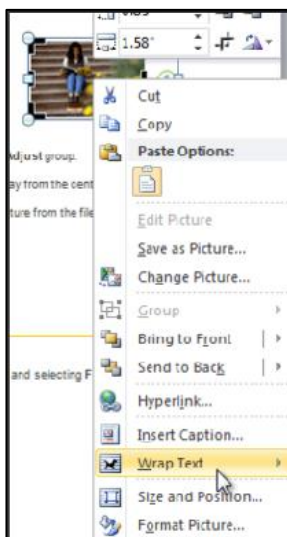 1.58"
Cut
Copy
Paste Options:
Edit Picture
Save as Picture...
Change Picture...
Group
Bring to Front
Send to Back
Hyperlink...
Insert Caption...
Wrap Text
Size and Position...
Format Picture...
djust group.
ay from the cent
ture from the file
and selecting F